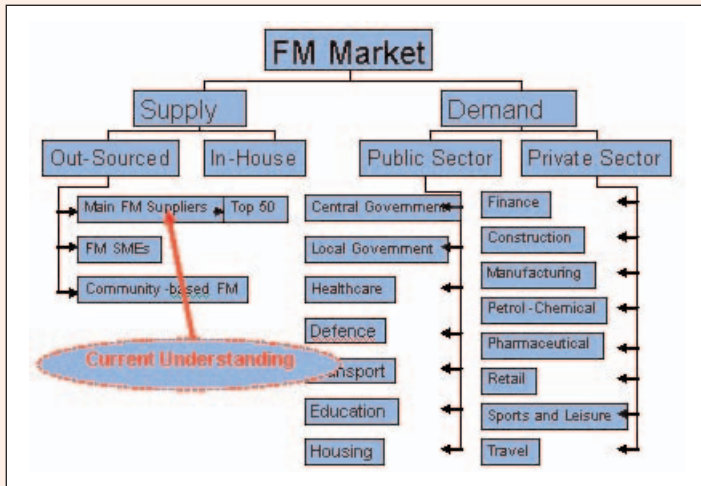 FM Market
Supply
Demand
Out-Sourced
In-House
Public Sector
Private Sector
Main FM Suppliers
Top 50
FM SMEs
Community-based FM
Current Understanding
Central Government
Local Government
Healthcare
Defence
ansport
Education
Housing
Finance
Construction
Manufacturing
Petrol-Chemical
Pharmaceutical
Retail
Sports and Leisure
Travel